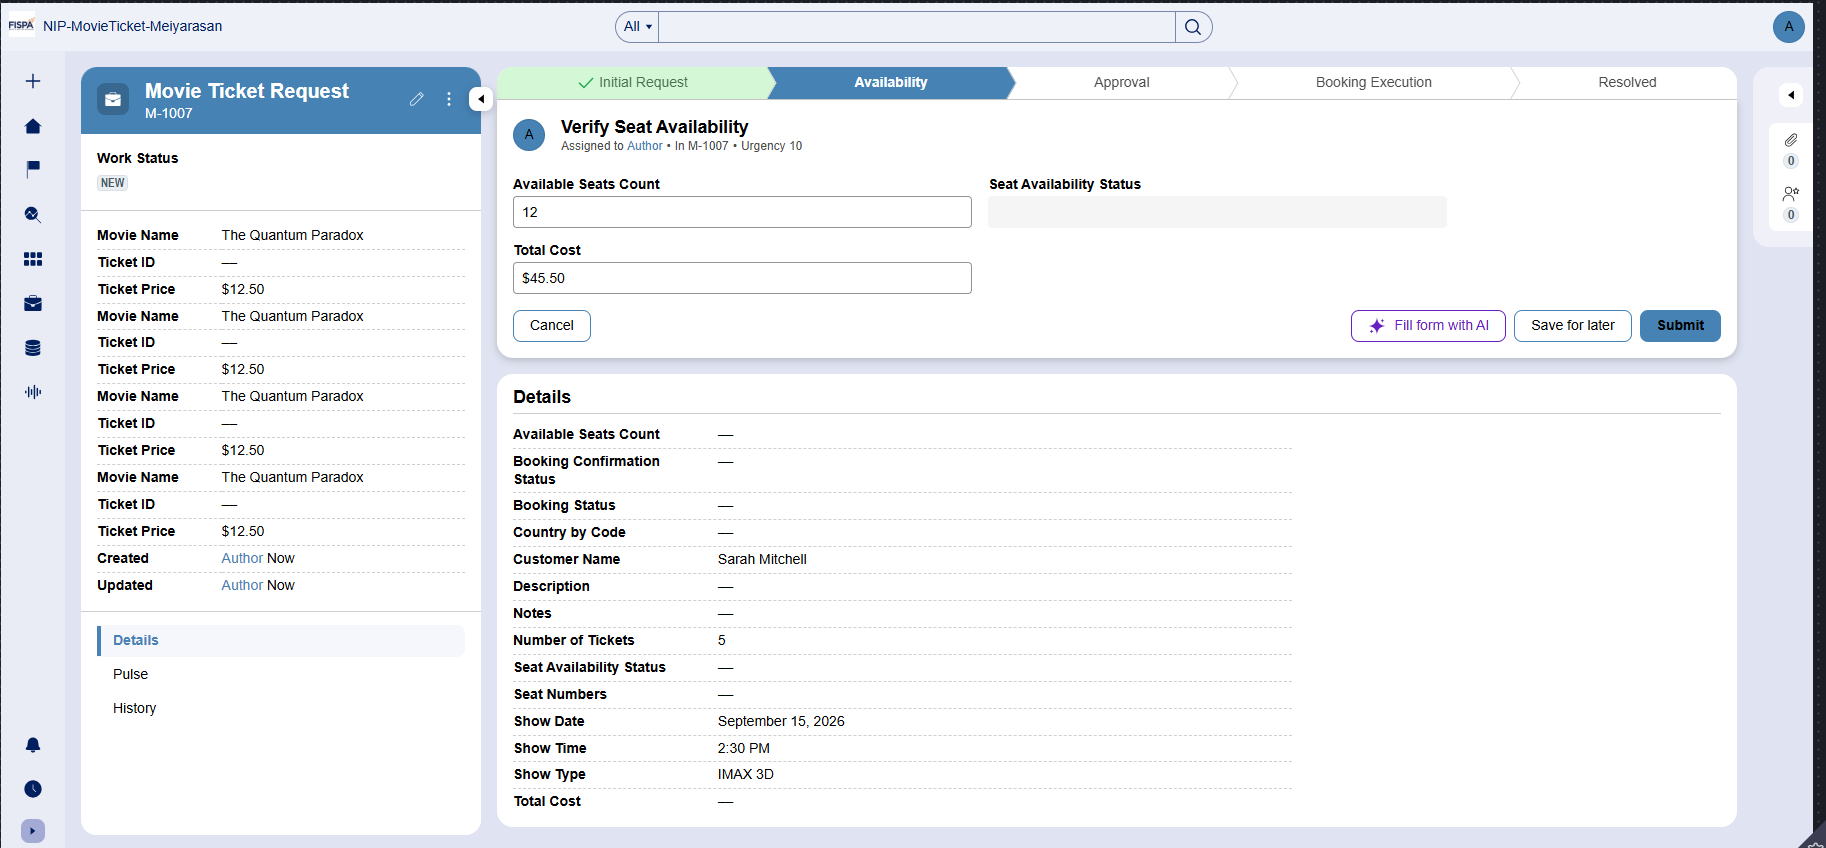 FISPA NIP-MovieTicket-Meiyarasan
All
A
Movie Ticket Request
M-1007
Work Status
NEW
Movie Name The Quantum Paradox
Ticket ID —
Ticket Price $12.50
Movie Name The Quantum Paradox
Ticket ID —
Ticket Price $12.50
Movie Name The Quantum Paradox
Ticket ID —
Ticket Price $12.50
Movie Name The Quantum Paradox
Ticket ID —
Ticket Price $12.50
Created Author Now
Updated Author Now
Details
Pulse
History
Initial Request Availability Approval Booking Execution Resolved
A
Verify Seat Availability
Assigned to Author • In M-1007 • Urgency 10
Available Seats Count Seat Availability Status
12
Total Cost
$45.50
Cancel Fill form with AI Save for later Submit
Details
Available Seats Count —
Booking Confirmation
Status —
Booking Status —
Country by Code —
Customer Name Sarah Mitchell
Description —
Notes —
Number of Tickets 5
Seat Availability Status —
Seat Numbers —
Show Date September 15, 2026
Show Time 2:30 PM
Show Type IMAX 3D
Total Cost —
0
0